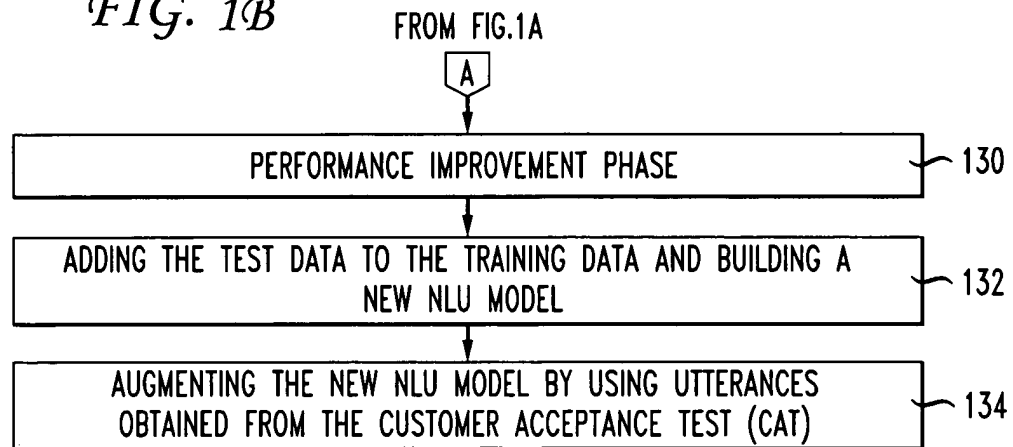 FIG. 1B
FROM FIG.1A
A
PERFORMANCE IMPROVEMENT PHASE
130
ADDING THE TEST DATA TO THE TRAINING DATA AND BUILDING A
NEW NLU MODEL
132
AUGMENTING THE NEW NLU MODEL BY USING UTTERANCES
OBTAINED FROM THE CUSTOMER ACCEPTANCE TEST (CAT)
134